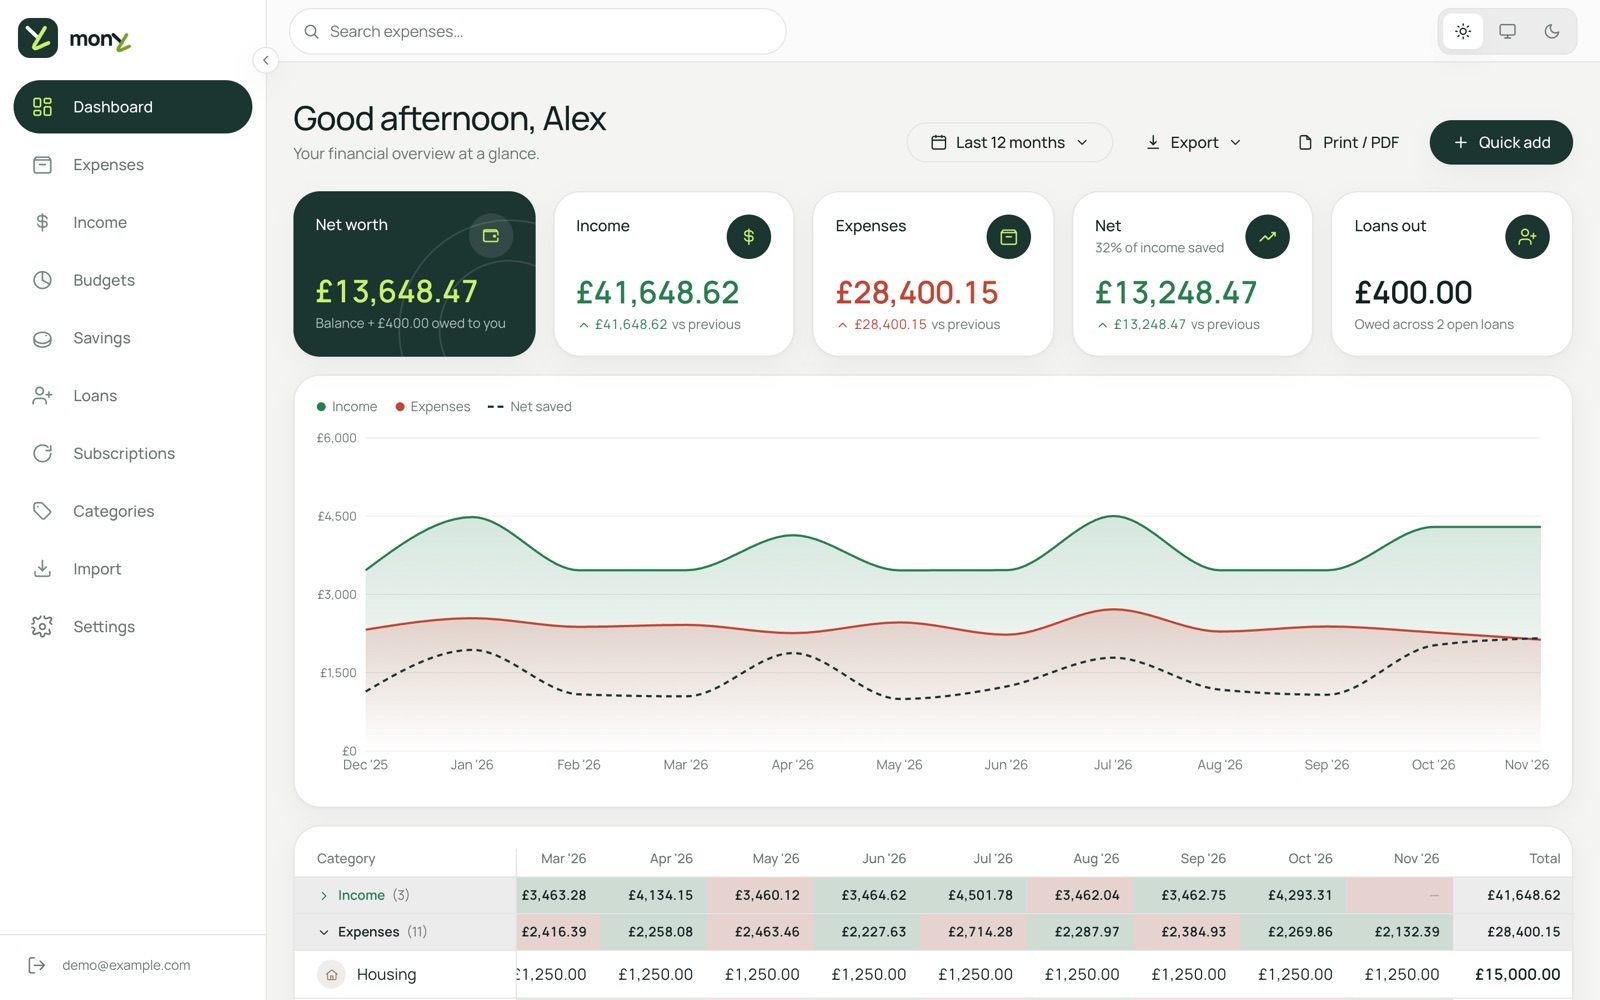 mony
Search expenses...
Dashboard
Expenses
Income
Budgets
Savings
Loans
Subscriptions
Categories
Import
Settings
demo@example.com
Good afternoon, Alex
Your financial overview at a glance.
Last 12 months
Export
Print / PDF
Quick add
Net worth
£13,648.47
Balance + £400.00 owed to you
Income
£41,648.62
£41,648.62 vs previous
Expenses
£28,400.15
£28,400.15 vs previous
Net
32% of income saved
£13,248.47
£13,248.47 vs previous
Loans out
£400.00
Owed across 2 open loans
Income Expenses Net saved
£6,000
£4,500
£3,000
£1,500
£0
Dec '25 Jan '26 Feb '26 Mar '26 Apr '26 May '26 Jun '26 Jul '26 Aug '26 Sep '26 Oct '26 Nov '26
Category Mar '26 Apr '26 May '26 Jun '26 Jul '26 Aug '26 Sep '26 Oct '26 Nov '26 Total
Income (3) £3,463.28 £4,134.15 £3,460.12 £3,464.62 £4,501.78 £3,462.04 £3,462.75 £4,293.31 – £41,648.62
Expenses (11) £2,416.39 £2,258.08 £2,463.46 £2,227.63 £2,714.28 £2,287.97 £2,384.93 £2,269.86 £2,132.39 £28,400.15
Housing £1,250.00 £1,250.00 £1,250.00 £1,250.00 £1,250.00 £1,250.00 £1,250.00 £1,250.00 £1,250.00 £15,000.00